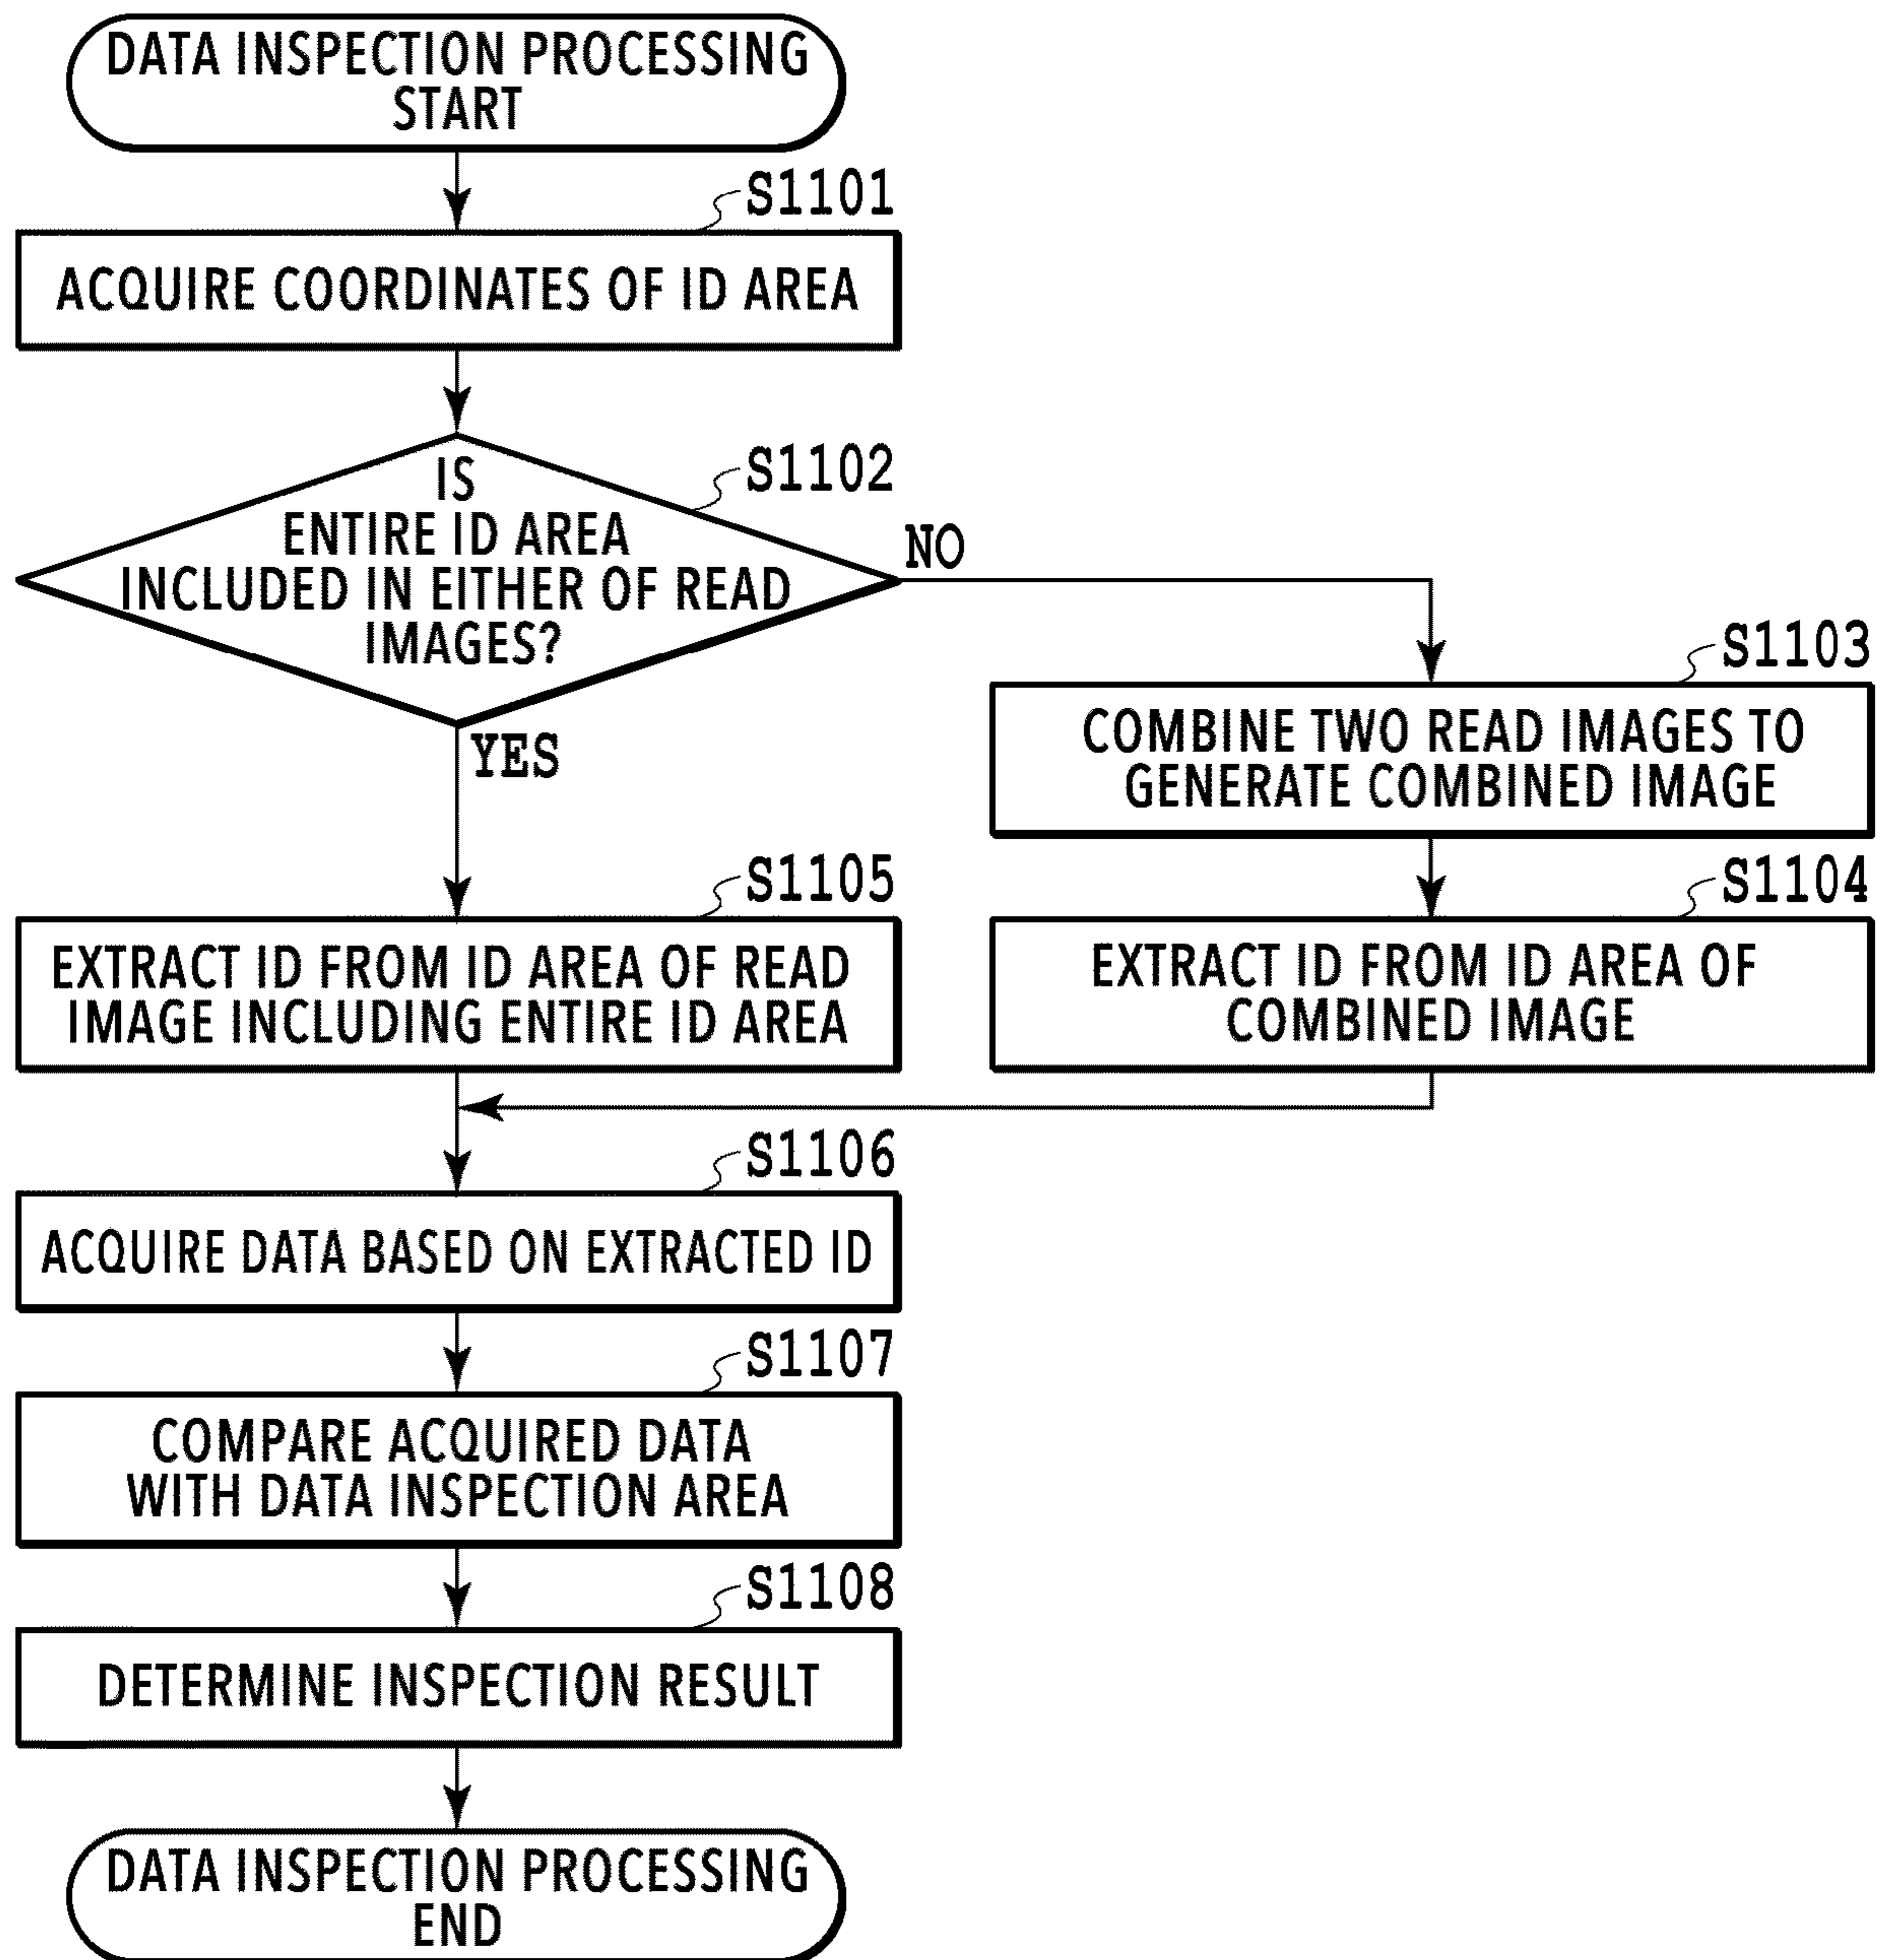 DATA INSPECTION PROCESSING
START
S1101
ACQUIRE COORDINATES OF ID AREA
S1102
IS
ENTIRE ID AREA
INCLUDED IN EITHER OF READ
IMAGES?
NO
YES
S1103
COMBINE TWO READ IMAGES TO
GENERATE COMBINED IMAGE
S1104
EXTRACT ID FROM ID AREA OF
COMBINED IMAGE
S1105
EXTRACT ID FROM ID AREA OF READ
IMAGE INCLUDING ENTIRE ID AREA
S1106
ACQUIRE DATA BASED ON EXTRACTED ID
S1107
COMPARE ACQUIRED DATA
WITH DATA INSPECTION AREA
S1108
DETERMINE INSPECTION RESULT
DATA INSPECTION PROCESSING
END